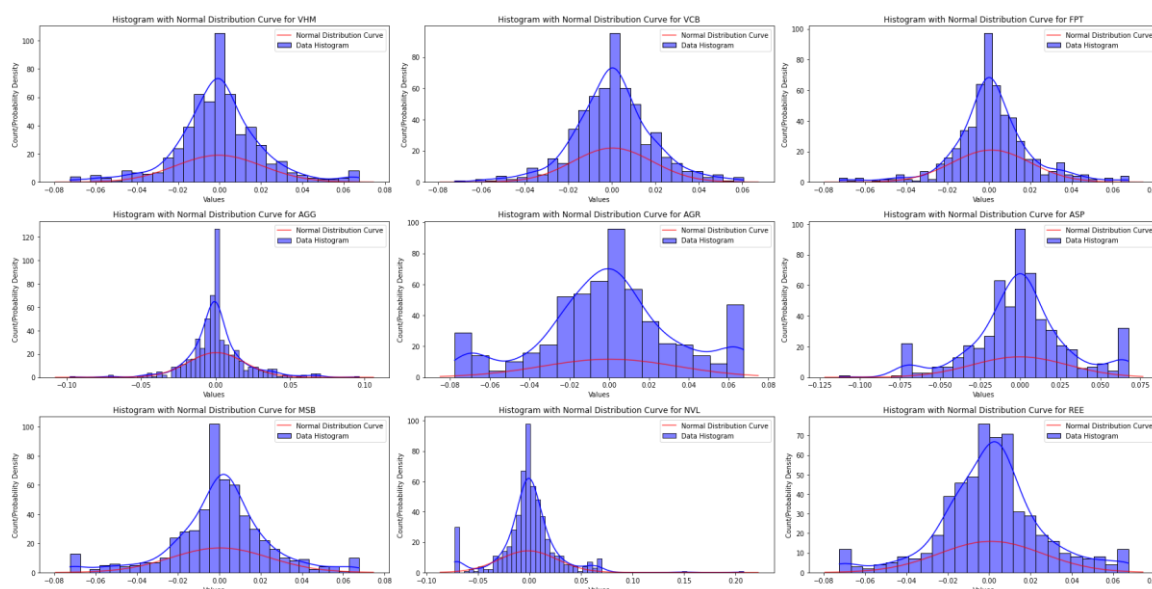 Histogram with Normal Distribution Curve for VHM
Normal Distribution Curve
Data Histogram
Count/Probability Density
100
80
60
40
20
0
−0.08 −0.06 −0.04 −0.02 0.00 0.02 0.04 0.06 0.08
Values
Histogram with Normal Distribution Curve for VCB
Normal Distribution Curve
Data Histogram
Count/Probability Density
80
60
40
20
0
−0.08 −0.06 −0.04 −0.02 0.00 0.02 0.04 0.06
Values
Histogram with Normal Distribution Curve for FPT
Normal Distribution Curve
Data Histogram
Count/Probability Density
100
80
60
40
20
0
−0.08 −0.06 −0.04 −0.02 0.00 0.02 0.04 0.06
Values
Histogram with Normal Distribution Curve for AGG
Normal Distribution Curve
Data Histogram
Count/Probability Density
120
100
80
60
40
20
0
−0.10 −0.05 0.00 0.05 0.10
Values
Histogram with Normal Distribution Curve for AGR
Normal Distribution Curve
Data Histogram
Count/Probability Density
100
80
60
40
20
0
−0.08 −0.06 −0.04 −0.02 0.00 0.02 0.04 0.06 0.08
Values
Histogram with Normal Distribution Curve for ASP
Normal Distribution Curve
Data Histogram
Count/Probability Density
100
80
60
40
20
0
−0.125 −0.100 −0.075 −0.050 −0.025 0.000 0.025 0.050 0.075
Values
Histogram with Normal Distribution Curve for MSB
Normal Distribution Curve
Data Histogram
Count/Probability Density
100
80
60
40
20
0
−0.08 −0.06 −0.04 −0.02 0.00 0.02 0.04 0.06 0.08
Values
Histogram with Normal Distribution Curve for NVL
Normal Distribution Curve
Data Histogram
Count/Probability Density
100
80
60
40
20
0
−0.10 −0.05 0.00 0.05 0.10 0.15 0.20
Values
Histogram with Normal Distribution Curve for REE
Normal Distribution Curve
Data Histogram
Count/Probability Density
70
60
50
40
30
20
10
0
−0.08 −0.06 −0.04 −0.02 0.00 0.02 0.04 0.06
Values